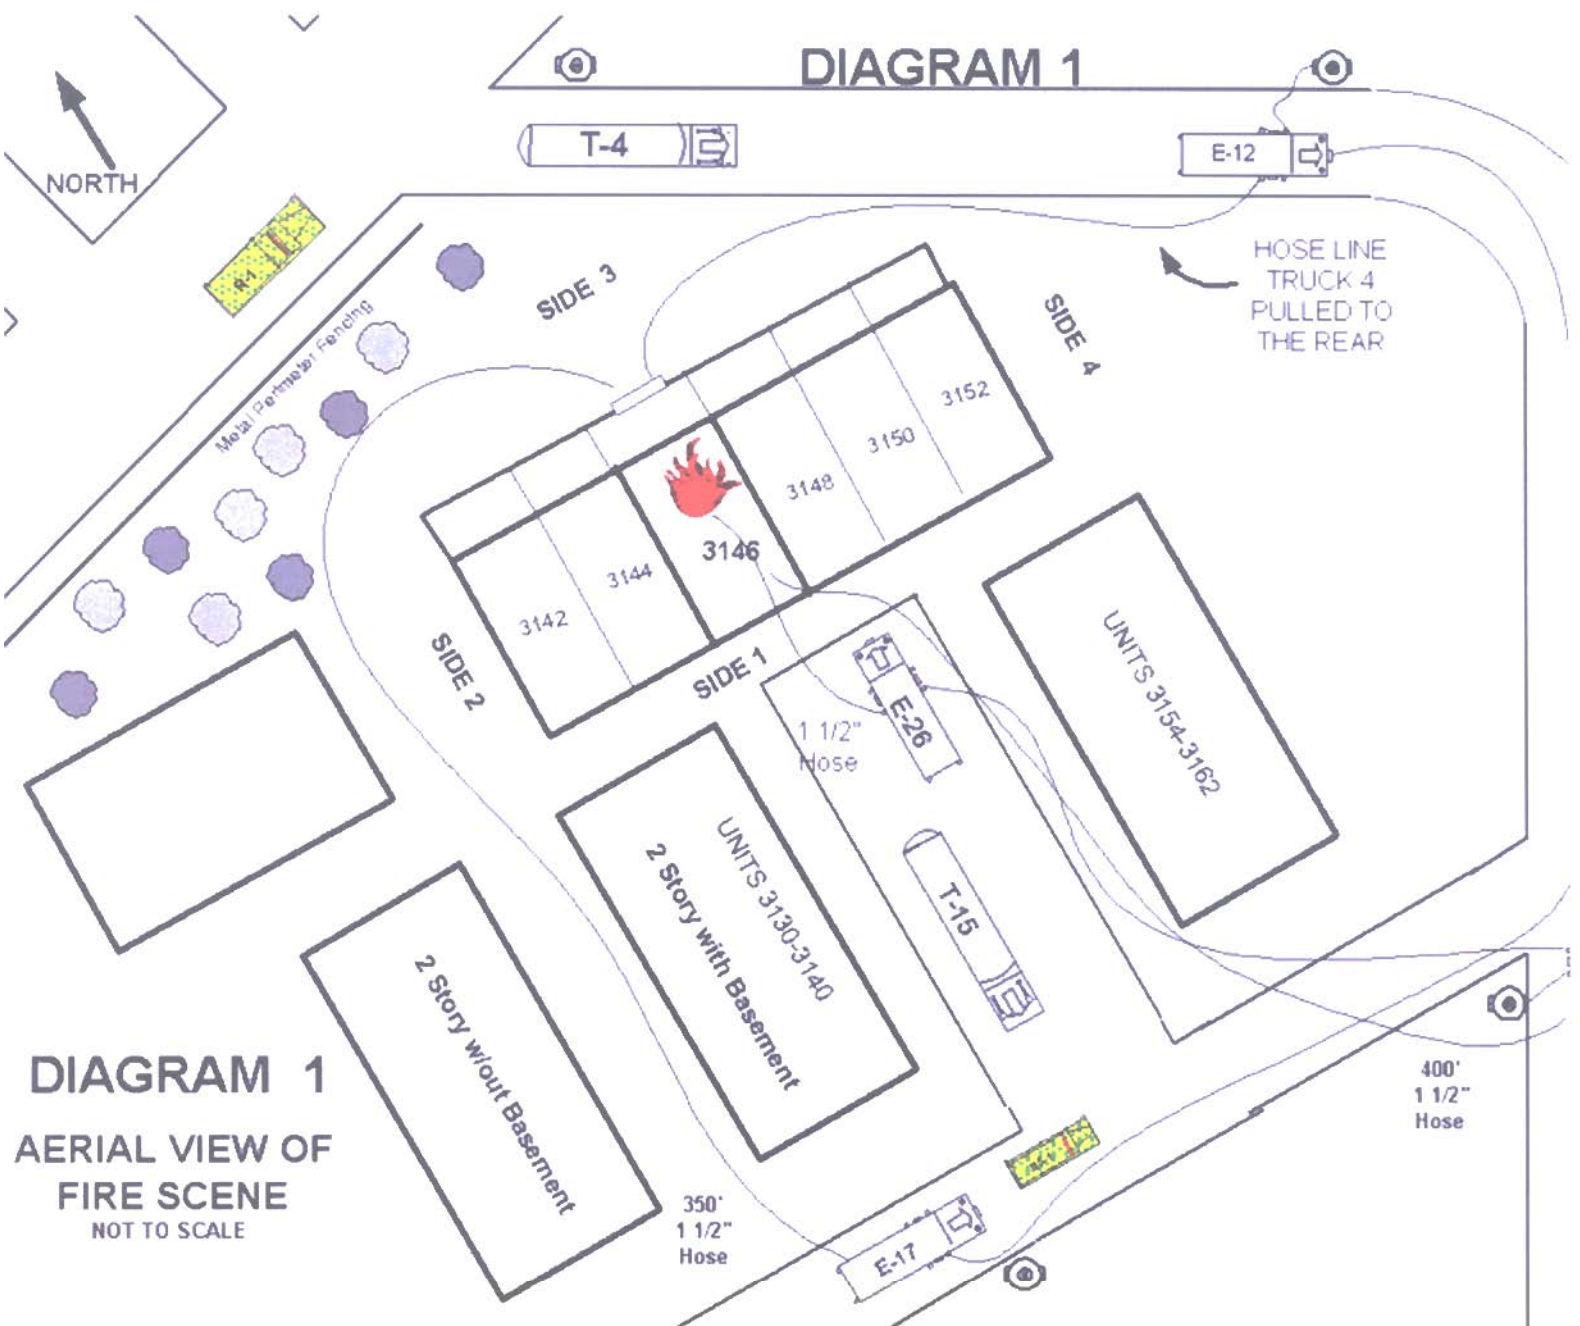 DIAGRAM 1
T-4
E-12
NORTH
R-1
HOSE LINE
TRUCK 4
PULLED TO
THE REAR
SIDE 3
SIDE 4
Metal Perimeter Fencing
3152
3150
3148
3146
3144
3142
SIDE 2
SIDE 1
UNITS 3154-3162
1 1/2"
Hose
E-26
UNITS 3130-3140
2 Story with Basement
T-15
2 Story w/out Basement
DIAGRAM 1
AERIAL VIEW OF
FIRE SCENE
NOT TO SCALE
400'
1 1/2"
Hose
350'
1 1/2"
Hose
E-17